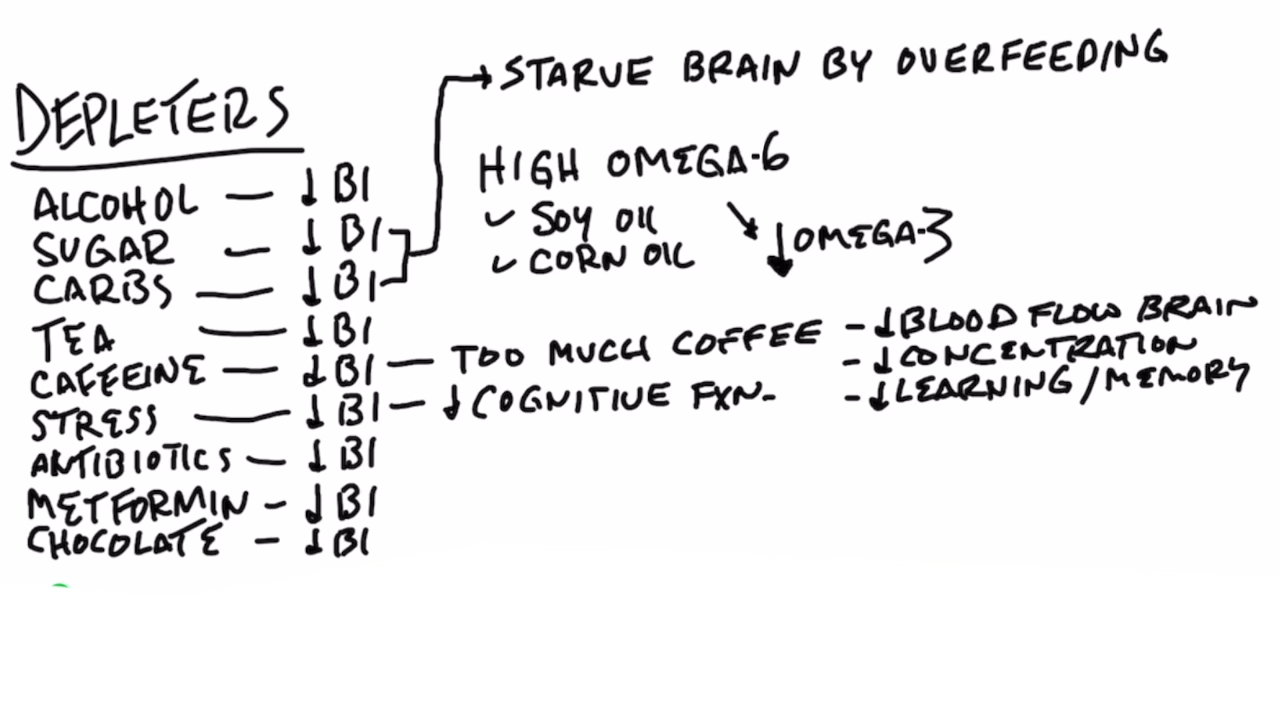 DEPLETERS
ALCOHOL — ↓ B1
SUGAR — ↓ B1
CARBS — ↓ B1
→ STARVE BRAIN BY OVERFEEDING
HIGH OMEGA-6
✓ SOY OIL
✓ CORN OIL
↘ ↓ OMEGA-3
TEA — ↓ B1
CAFFEINE — ↓ B1 — TOO MUCH COFFEE
- ↓ BLOOD FLOW BRAIN
- ↓ CONCENTRATION
- ↓ LEARNING / MEMORY
STRESS — ↓ B1 — ↓ COGNITIVE FXN.
ANTIBIOTICS — ↓ B1
METFORMIN - ↓ B1
CHOCOLATE - ↓ B1